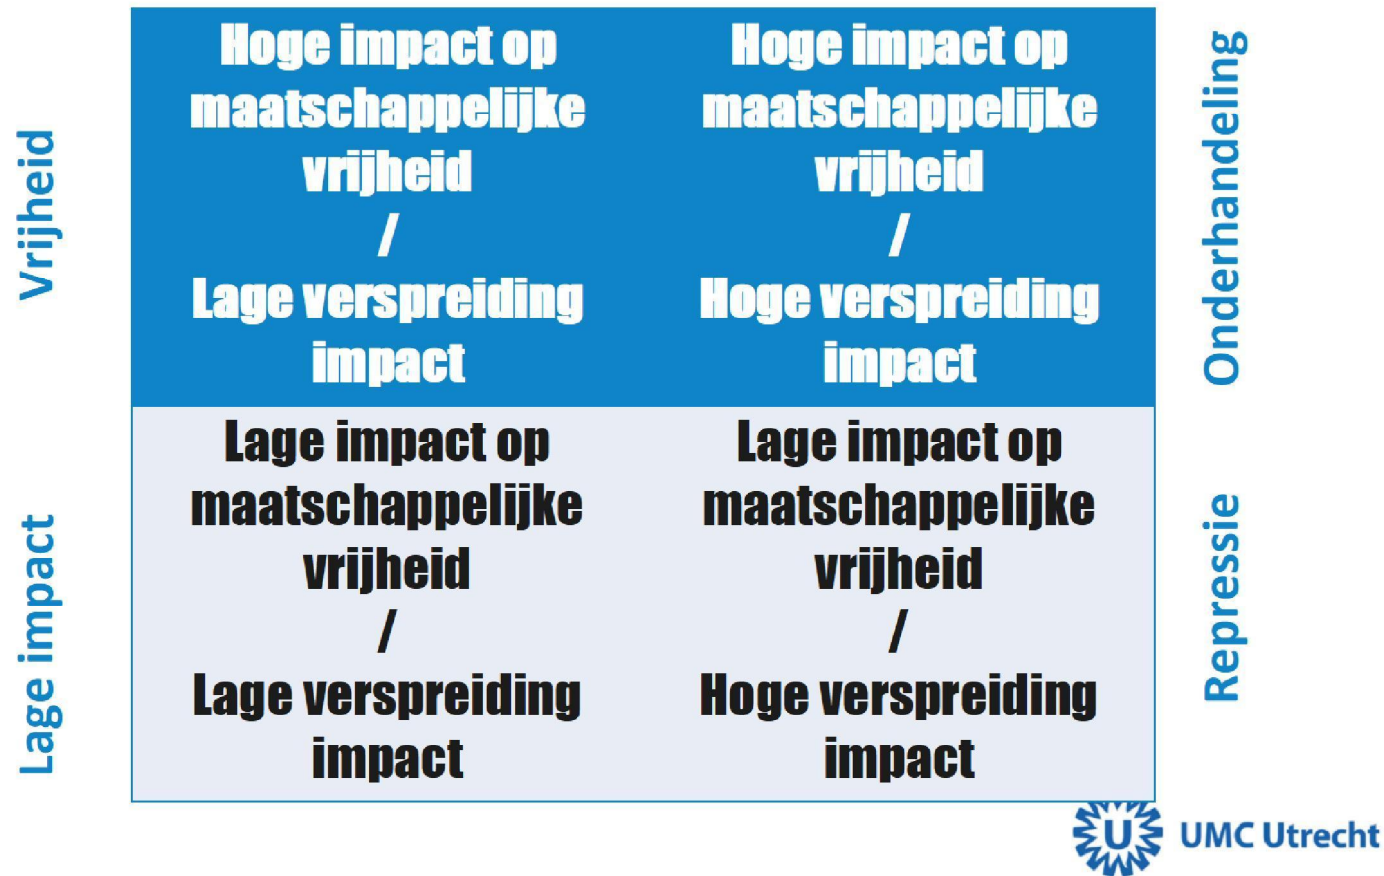 Vrijheid
Hoge impact op
maatschappelijke
vrijheid
/
Lage verspreiding
impact
Hoge impact op
maatschappelijke
vrijheid
/
Hoge verspreiding
impact
Onderhandeling
Lage impact
Lage impact op
maatschappelijke
vrijheid
/
Lage verspreiding
impact
Lage impact op
maatschappelijke
vrijheid
/
Hoge verspreiding
impact
Repressie
U
UMC Utrecht